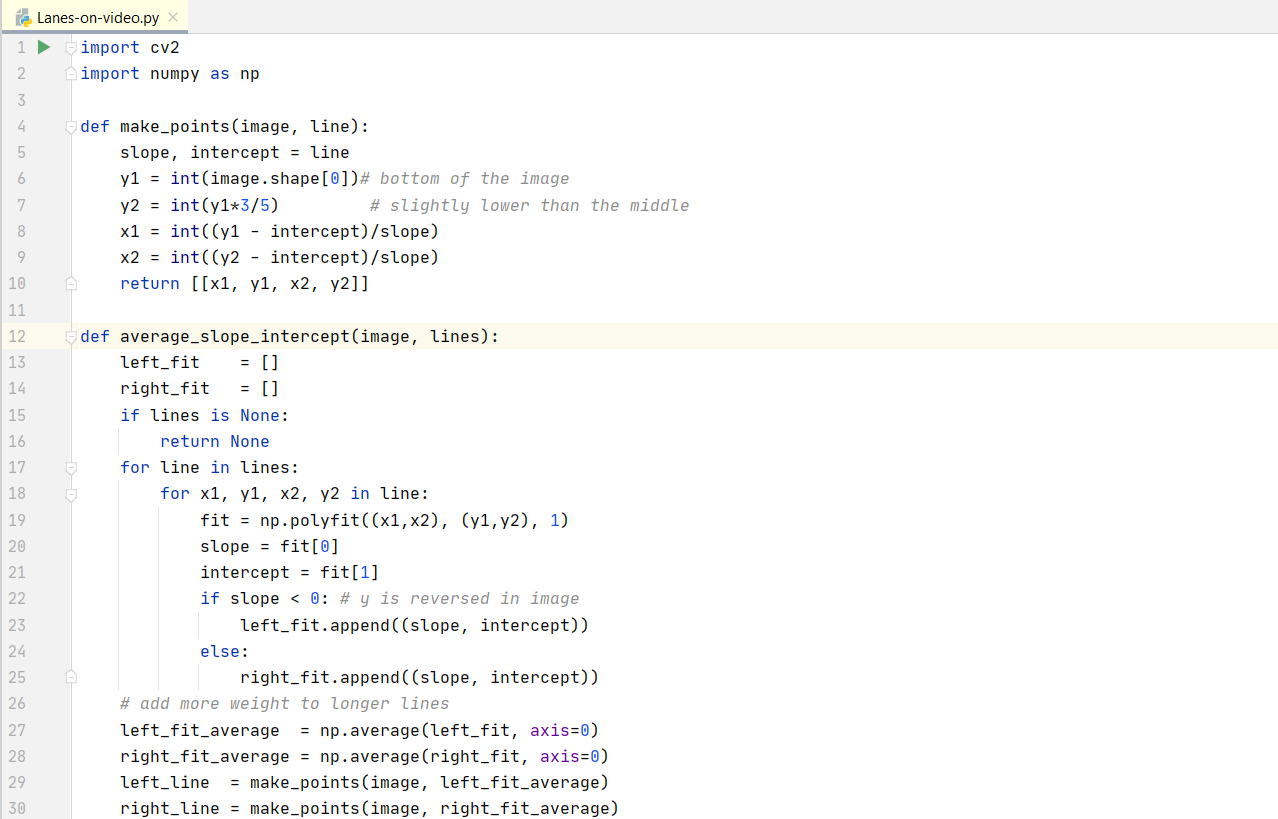 Lanes-on-video.py
1 import cv2
2 import numpy as np
3
4 def make_points(image, line):
5     slope, intercept = line
6     y1 = int(image.shape[0])# bottom of the image
7     y2 = int(y1*3/5)         # slightly lower than the middle
8     x1 = int((y1 - intercept)/slope)
9     x2 = int((y2 - intercept)/slope)
10     return [[x1, y1, x2, y2]]
11
12 def average_slope_intercept(image, lines):
13     left_fit    = []
14     right_fit   = []
15     if lines is None:
16         return None
17     for line in lines:
18         for x1, y1, x2, y2 in line:
19             fit = np.polyfit((x1,x2), (y1,y2), 1)
20             slope = fit[0]
21             intercept = fit[1]
22             if slope < 0: # y is reversed in image
23                 left_fit.append((slope, intercept))
24             else:
25                 right_fit.append((slope, intercept))
26     # add more weight to longer lines
27     left_fit_average  = np.average(left_fit, axis=0)
28     right_fit_average = np.average(right_fit, axis=0)
29     left_line  = make_points(image, left_fit_average)
30     right_line = make_points(image, right_fit_average)